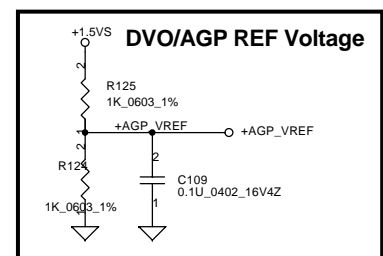 +1.5VS
DVO/AGP REF Voltage
2
R125
1K_0603_1%
1
+AGP_VREF
+AGP_VREF
2
R124
2
C109
0.1U_0402_16V4Z
1K_0603_1%
1
1